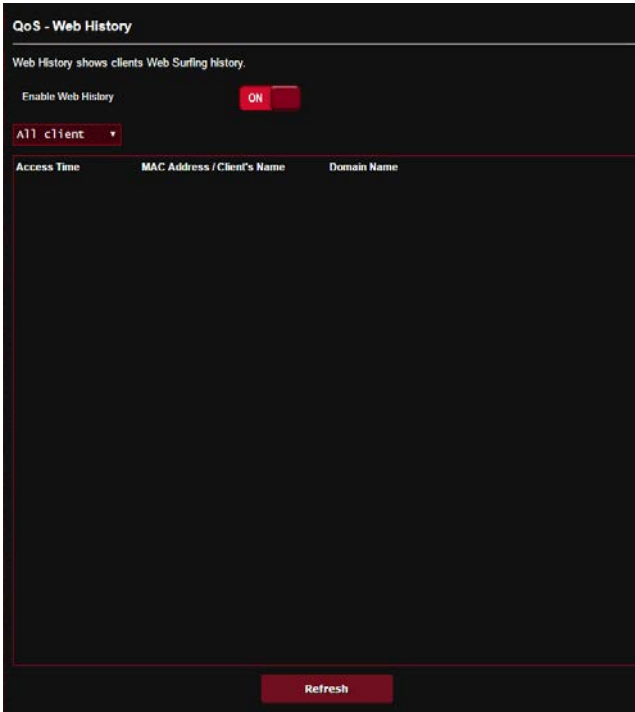 QoS - Web History
Web History shows clients Web Surfing history.
Enable Web History ON
All client
Access Time MAC Address / Client's Name Domain Name
Refresh